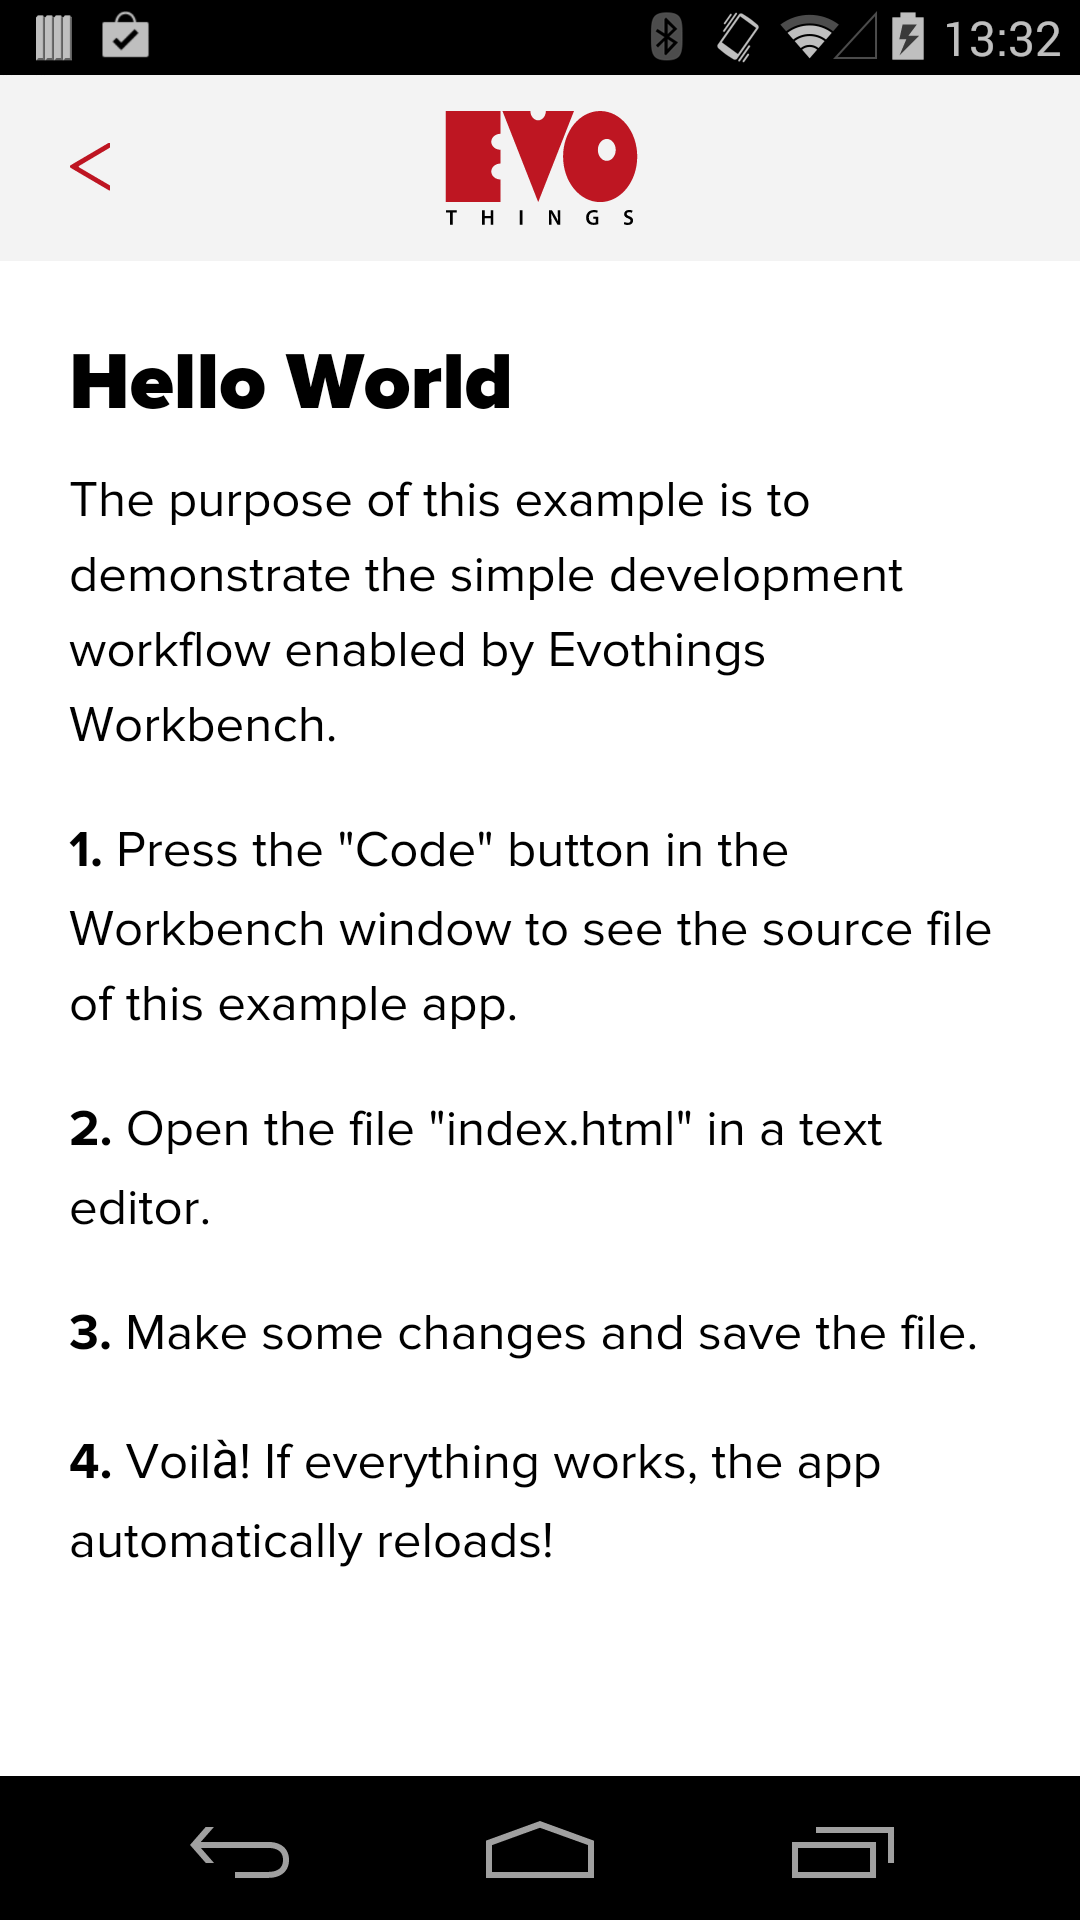 13:32
EVO
THINGS
Hello World
The purpose of this example is to
demonstrate the simple development
workflow enabled by Evothings
Workbench.
1. Press the "Code" button in the
Workbench window to see the source file
of this example app.
2. Open the file "index.html" in a text
editor.
3. Make some changes and save the file.
4. Voilà! If everything works, the app
automatically reloads!